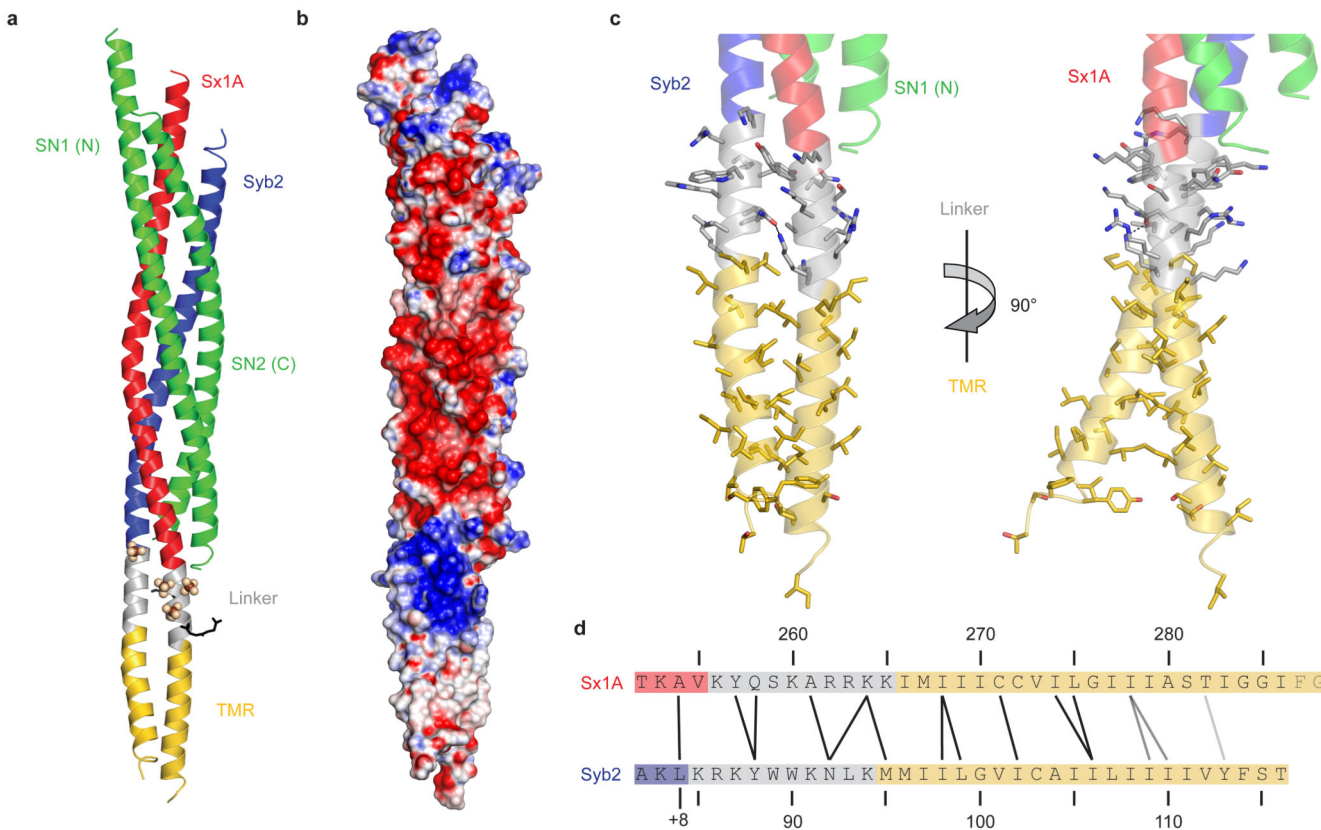 a
b
c
Sx1A
SN1 (N)
Syb2
SN2 (C)
Linker
TMR
Syb2
SN1 (N)
Sx1A
Linker
90°
TMR
d
260 270 280
Sx1A T K A V K Y Q S K A R R K K I M I I I C C V I L G I I I A S T I G G I F G
Syb2 A K L K R K Y W W K N L K M M I I L G V I C A I I L I I I I V Y F S T
+8 90 100 110